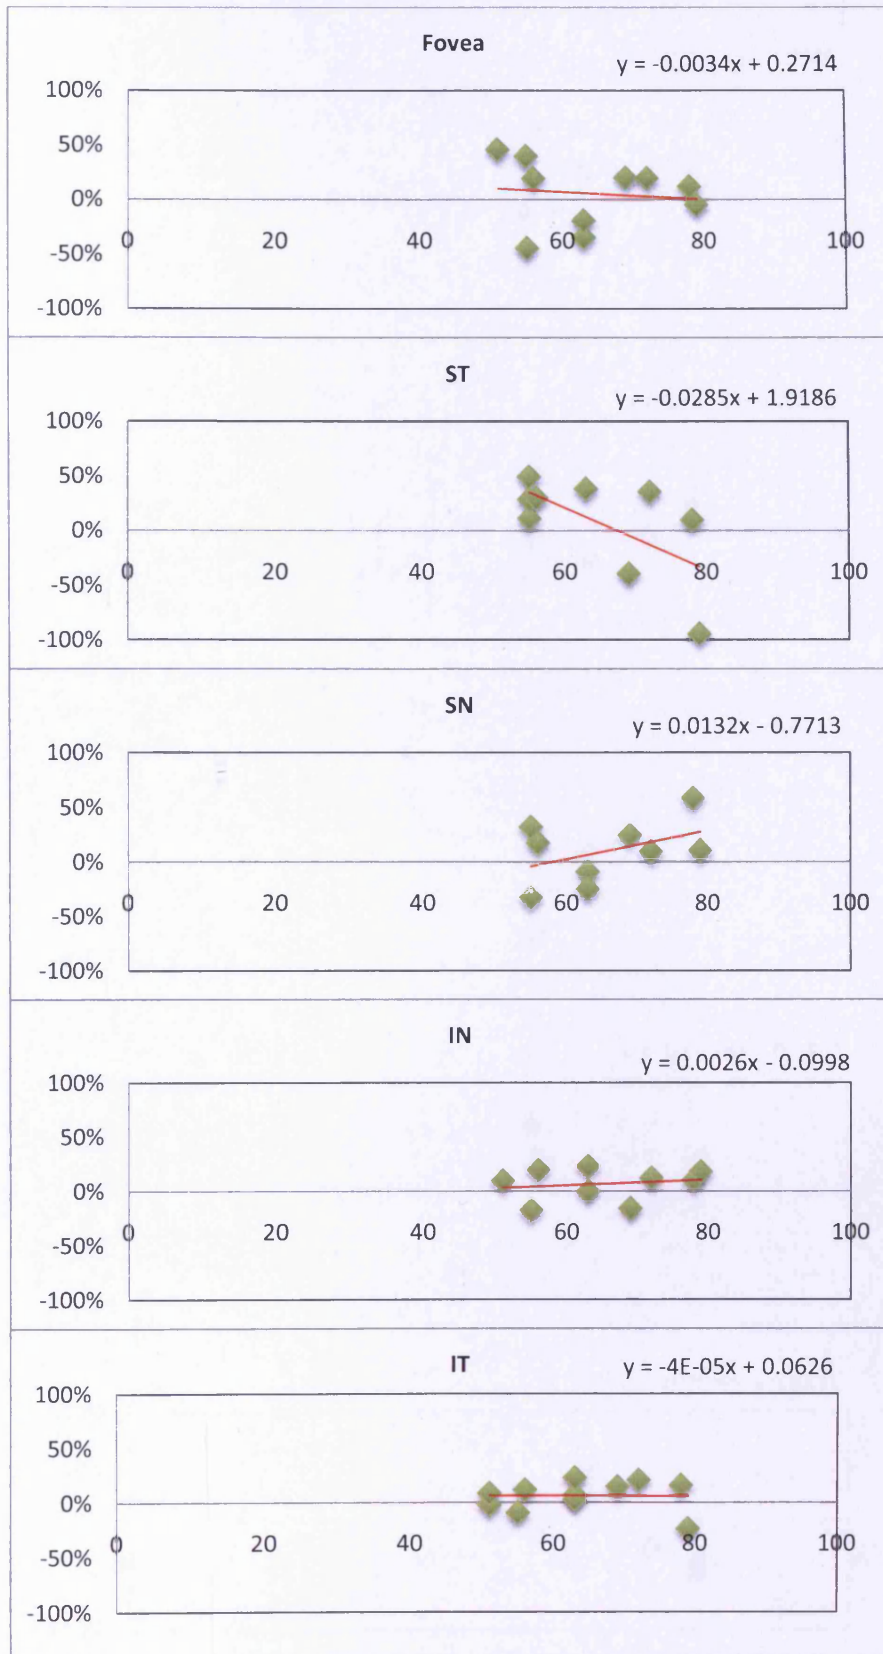 Fovea
y = -0.0034x + 0.2714
100%
50%
0%
0 20 40 60 80 100
-50%
-100%
ST
y = -0.0285x + 1.9186
100%
50%
0%
0 20 40 60 80 100
-50%
-100%
SN
y = 0.0132x - 0.7713
100%
50%
0%
0 20 40 60 80 100
-50%
-100%
IN
y = 0.0026x - 0.0998
100%
50%
0%
0 20 40 60 80 100
-50%
-100%
IT
y = -4E-05x + 0.0626
100%
50%
0%
0 20 40 60 80 100
-50%
-100%